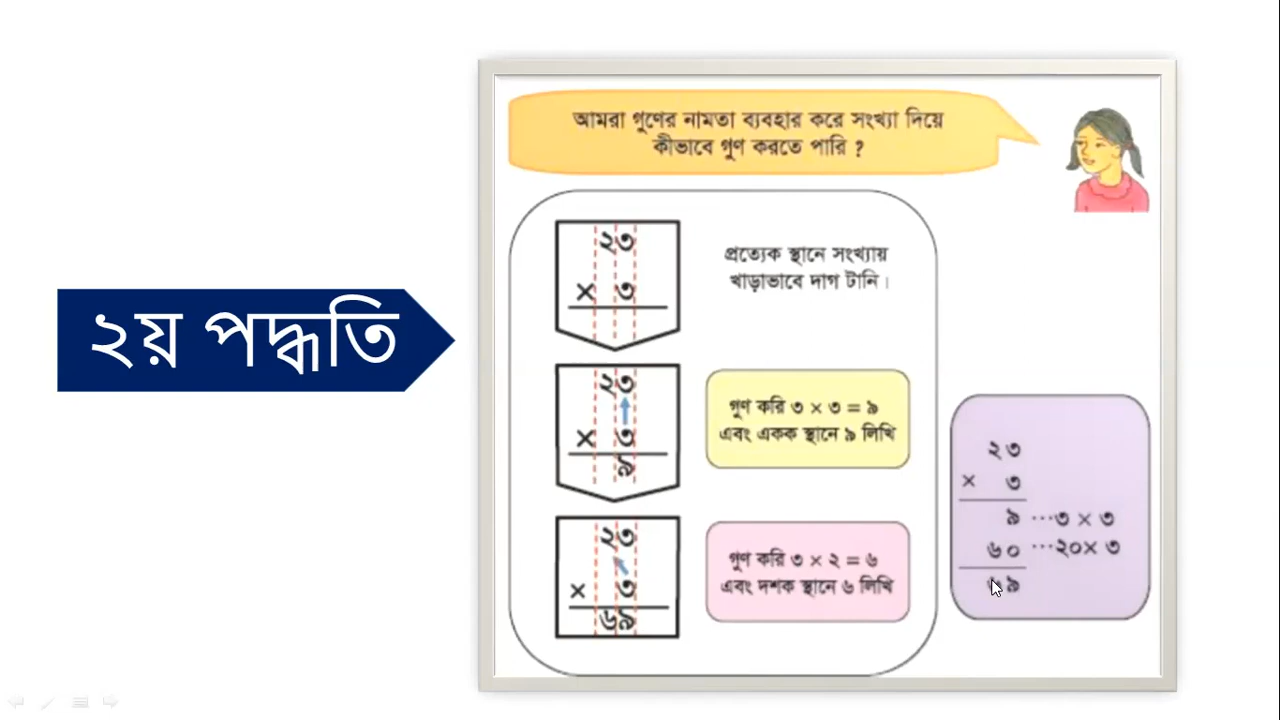 ২য় পদ্ধতি
আমরা গুণের নামতা ব্যবহার করে সংখ্যা দিয়ে
কীভাবে গুণ করতে পারি ?
২৩
× ৩
প্রত্যেক স্থানে সংখ্যায়
খাড়াভাবে দাগ টানি।
২৩
× ৩
৯
গুণ করি ৩ × ৩ = ৯
এবং একক স্থানে ৯ লিখি
২৩
× ৩
৬৯
গুণ করি ৩ × ২ = ৬
এবং দশক স্থানে ৬ লিখি
২৩
× ৩
৯ ···৩ × ৩
৬০ ···২০× ৩
৯